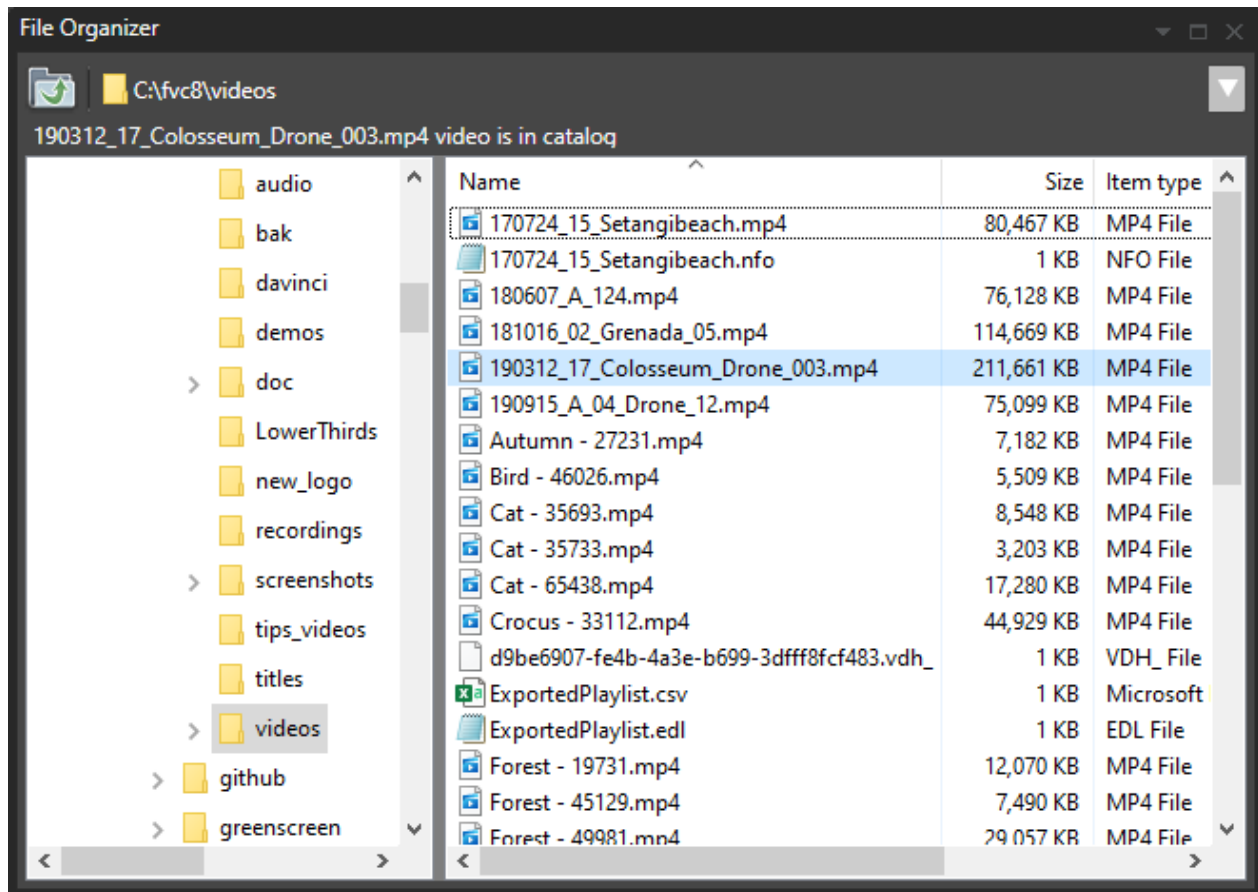 File Organizer
C:\fvc8\videos
190312_17_Colosseum_Drone_003.mp4 video is in catalog
audio
bak
davinci
demos
doc
LowerThirds
new_logo
recordings
screenshots
tips_videos
titles
videos
github
greenscreen
Name Size Item type
170724_15_Setangibeach.mp4 80,467 KB MP4 File
170724_15_Setangibeach.nfo 1 KB NFO File
180607_A_124.mp4 76,128 KB MP4 File
181016_02_Grenada_05.mp4 114,669 KB MP4 File
190312_17_Colosseum_Drone_003.mp4 211,661 KB MP4 File
190915_A_04_Drone_12.mp4 75,099 KB MP4 File
Autumn - 27231.mp4 7,182 KB MP4 File
Bird - 46026.mp4 5,509 KB MP4 File
Cat - 35693.mp4 8,548 KB MP4 File
Cat - 35733.mp4 3,203 KB MP4 File
Cat - 65438.mp4 17,280 KB MP4 File
Crocus - 33112.mp4 44,929 KB MP4 File
d9be6907-fe4b-4a3e-b699-3dfff8fcf483.vdh_ 1 KB VDH_ File
ExportedPlaylist.csv 1 KB Microsoft
ExportedPlaylist.edl 1 KB EDL File
Forest - 19731.mp4 12,070 KB MP4 File
Forest - 45129.mp4 7,490 KB MP4 File
Forest - 49981.mp4 29,057 KB MP4 File